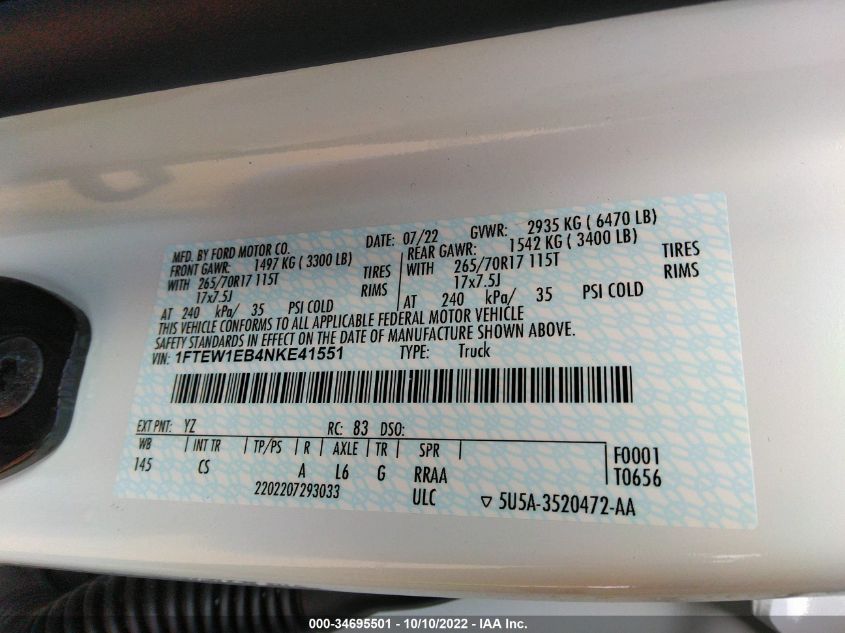 MFD. BY FORD MOTOR CO. DATE: 07/22 GVWR: 2935 KG ( 6470 LB)
FRONT GAWR: 1497 KG ( 3300 LB) REAR GAWR: 1542 KG ( 3400 LB)
WITH 265/70R17 115T TIRES WITH 265/70R17 115T TIRES
17x7.5J RIMS 17x7.5J RIMS
AT 240 kPa/ 35 PSI COLD AT 240 kPa/ 35 PSI COLD
THIS VEHICLE CONFORMS TO ALL APPLICABLE FEDERAL MOTOR VEHICLE
SAFETY STANDARDS IN EFFECT ON THE DATE OF MANUFACTURE SHOWN ABOVE.
VIN: 1FTEW1EB4NKE41551 TYPE: Truck
EXT PNT: YZ RC: 83 DSO:
WB INT TR TP/PS R AXLE TR SPR F0001
145 CS A L6 G RRAA T0656
2202207293033 ULC ▽ 5U5A-3520472-AA
000-34695501 - 10/10/2022 - IAA Inc.